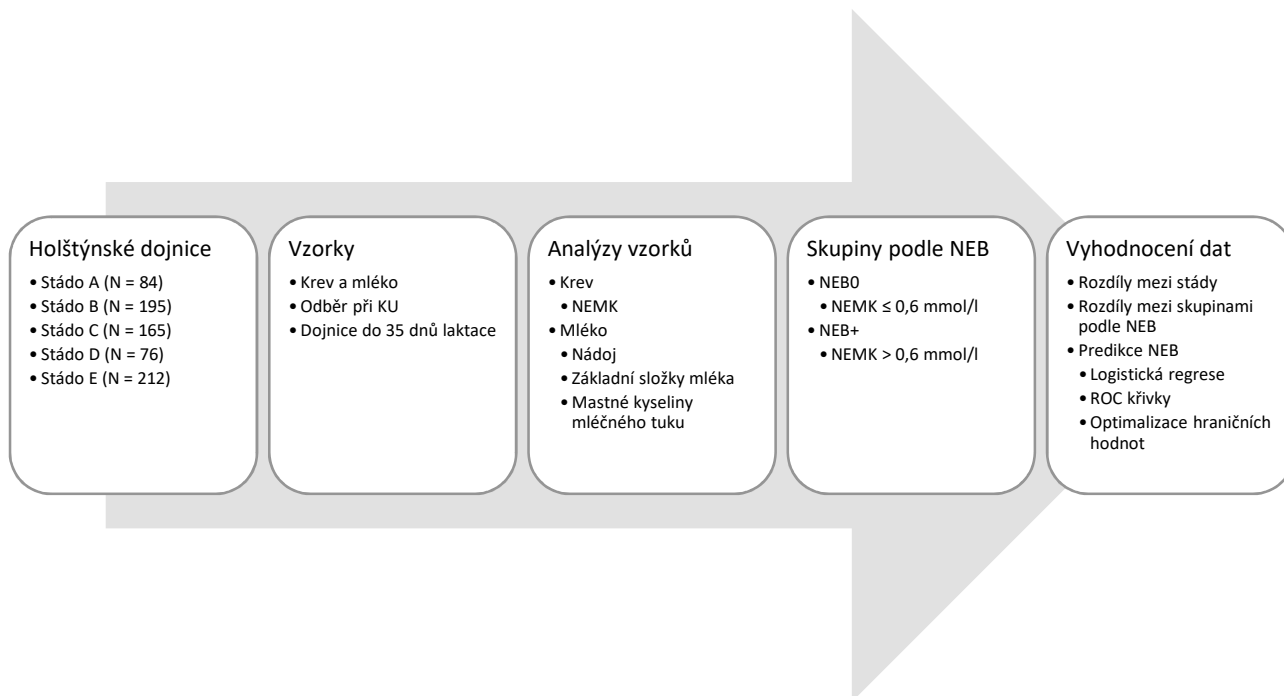 Holštýnské dojnice
• Stádo A (N = 84)
• Stádo B (N = 195)
• Stádo C (N = 165)
• Stádo D (N = 76)
• Stádo E (N = 212)
Vzorky
• Krev a mléko
• Odběr při KU
• Dojnice do 35 dnů laktace
Analýzy vzorků
• Krev
• NEMK
• Mléko
• Nádoj
• Základní složky mléka
• Mastné kyseliny
mléčného tuku
Skupiny podle NEB
• NEB0
• NEMK ≤ 0,6 mmol/l
• NEB+
• NEMK > 0,6 mmol/l
Vyhodnocení dat
• Rozdíly mezi stády
• Rozdíly mezi skupinami
podle NEB
• Predikce NEB
• Logistická regrese
• ROC křivky
• Optimalizace hraničních
hodnot